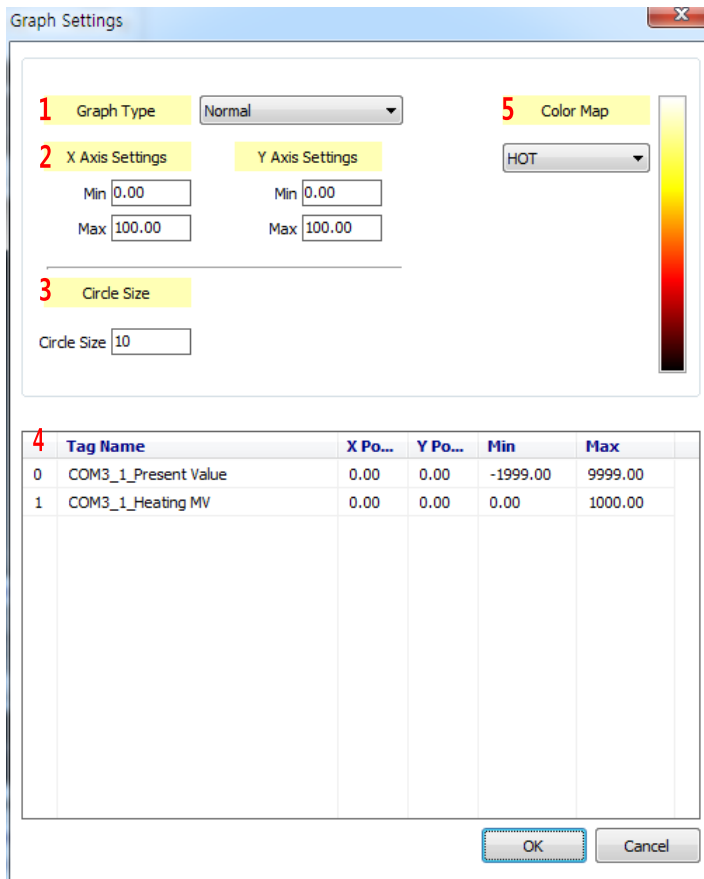 Graph Settings
1 Graph Type Normal 5 Color Map
2 X Axis Settings Y Axis Settings HOT
Min 0.00 Min 0.00
Max 100.00 Max 100.00
3 Circle Size
Circle Size 10
4 Tag Name X Po... Y Po... Min Max
0 COM3_1_Present Value 0.00 0.00 -1999.00 9999.00
1 COM3_1_Heating MV 0.00 0.00 0.00 1000.00
OK Cancel